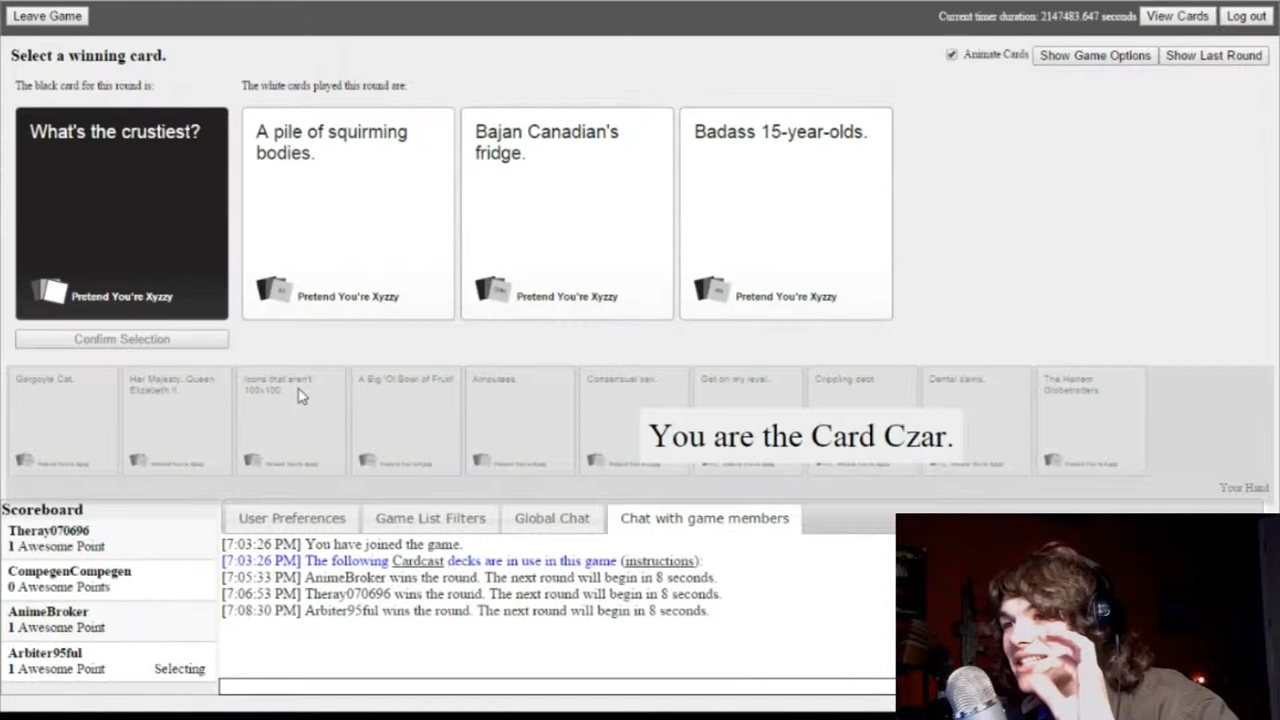 Leave Game
Current timer duration: 2147483.647 seconds
View Cards
Log out
Select a winning card.
Animate Cards
Show Game Options
Show Last Round
The black card for this round is:
The white cards played this round are:
What's the crustiest?
Pretend You're Xyzzy
A pile of squirming
bodies.
Pretend You're Xyzzy
Bajan Canadian's
fridge.
Pretend You're Xyzzy
Badass 15-year-olds.
Pretend You're Xyzzy
Confirm Selection
Gargoyle Cat.
Her Majesty, Queen
Elizabeth II.
Icons that aren't
100x100.
A Big 'Ol Bowl of Fruit
Amputees.
Consensual sex.
Get on my level.
Crippling debt
Dental dams.
The Harlem
Globetrotters.
You are the Card Czar.
Your Hand
Scoreboard
Theray070696
1 Awesome Point
CompegenCompegen
0 Awesome Points
AnimeBroker
1 Awesome Point
Arbiter95ful
1 Awesome Point
Selecting
User Preferences
Game List Filters
Global Chat
Chat with game members
[7:03:26 PM] You have joined the game.
[7:03:26 PM] The following Cardcast decks are in use in this game (instructions):
[7:05:33 PM] AnimeBroker wins the round. The next round will begin in 8 seconds.
[7:06:53 PM] Theray070696 wins the round. The next round will begin in 8 seconds.
[7:08:30 PM] Arbiter95ful wins the round. The next round will begin in 8 seconds.